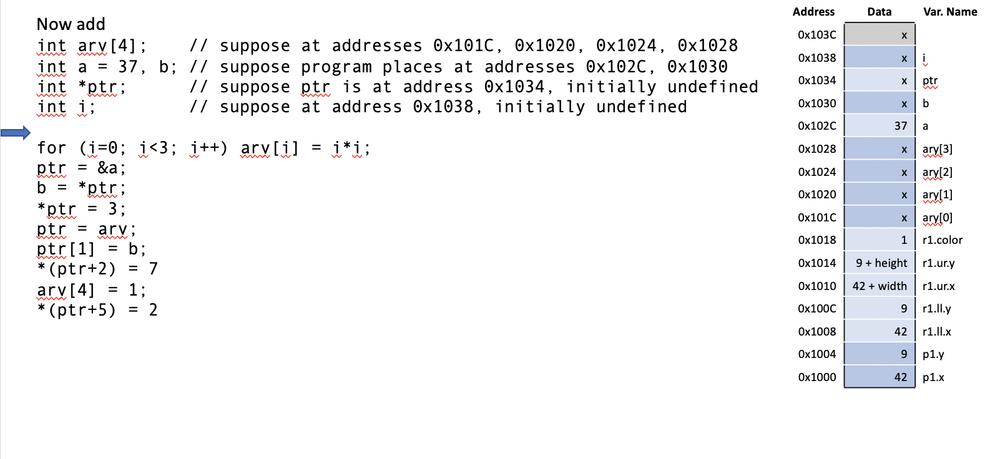 Now add
int arv[4]; // suppose at addresses 0x101C, 0x1020, 0x1024, 0x1028
int a = 37, b; // suppose program places at addresses 0x102C, 0x1030
int *ptr; // suppose ptr is at address 0x1034, initially undefined
int i; // suppose at address 0x1038, initially undefined
for (i=0; i<3; i++) arv[i] = i*i;
ptr = &a;
b = *ptr;
*ptr = 3;
ptr = arv;
ptr[1] = b;
*(ptr+2) = 7
arv[4] = 1;
*(ptr+5) = 2
Address Data Var. Name
0x103C x
0x1038 x i
0x1034 x ptr
0x1030 x b
0x102C 37 a
0x1028 x ary[3]
0x1024 x ary[2]
0x1020 x ary[1]
0x101C x ary[0]
0x1018 1 r1.color
0x1014 9 + height r1.ur.y
0x1010 42 + width r1.ur.x
0x100C 9 r1.ll.y
0x1008 42 r1.ll.x
0x1004 9 p1.y
0x1000 42 p1.x